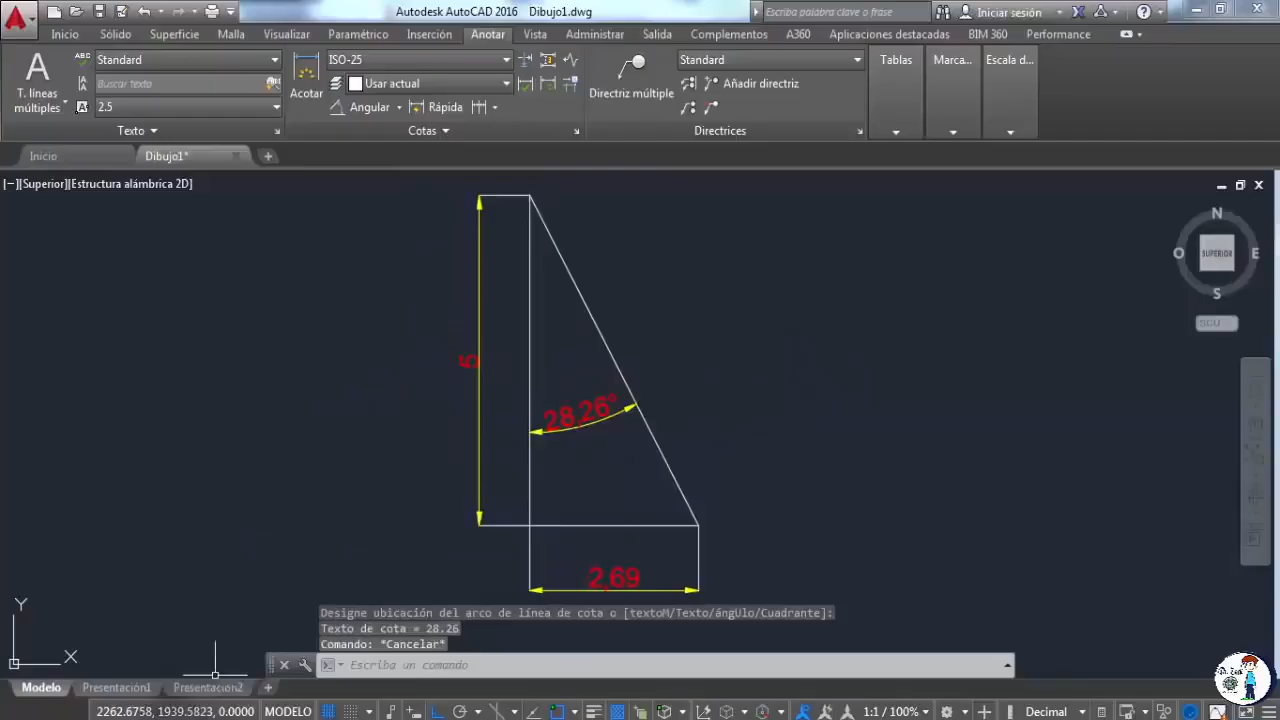 Autodesk AutoCAD 2016 Dibujo1.dwg
Escriba palabra clave o frase
Iniciar sesión
Inicio Sólido Superficie Malla Visualizar Paramétrico Inserción Anotar Vista Administrar Salida Complementos A360 Aplicaciones destacadas BIM 360 Performance
A
T. líneas
múltiples
ABC
Standard
Buscar texto
2.5
Texto
Acotar
ISO-25
Usar actual
Angular
Rápida
Cotas
Directriz múltiple
Standard
Añadir directriz
Directrices
Tablas
Marca...
Escala d...
Inicio
Dibujo1*
[−][Superior][Estructura alámbrica 2D]
N
O
SUPERIOR
E
S
SCU
5
28,26°
2,69
Y
X
Designe ubicación del arco de línea de cota o [textoM/Texto/ángUlo/Cuadrante]:
Texto de cota = 28.26
Comando: *Cancelar*
Escriba un comando
Modelo Presentación1 Presentación2
2262.6758, 1939.5823, 0.0000 MODELO 1:1 / 100% Decimal